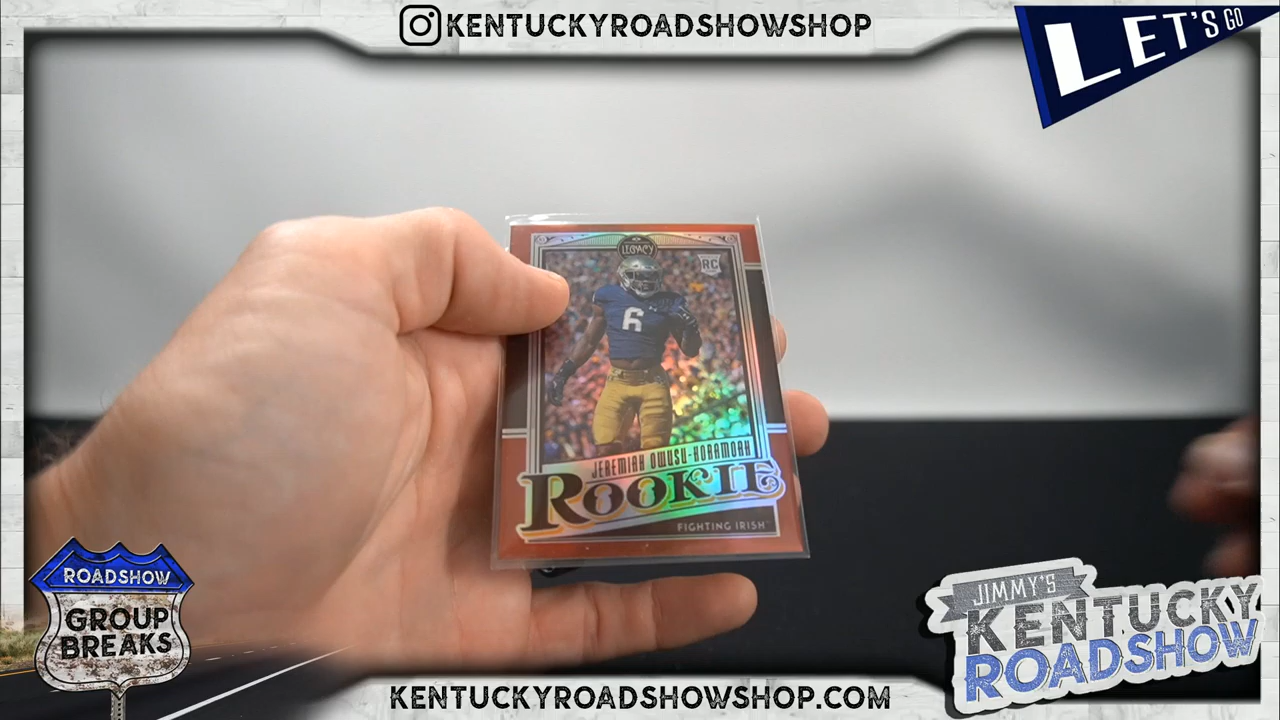 KENTUCKYROADSHOWSHOP
LET'S GO
LEGACY
RC
6
JEREMIAH OWUSU-KORAMOAH
ROOKIE
FIGHTING IRISH
ROADSHOW
GROUP
BREAKS
JIMMY'S
KENTUCKY
ROADSHOW
KENTUCKYROADSHOWSHOP.COM